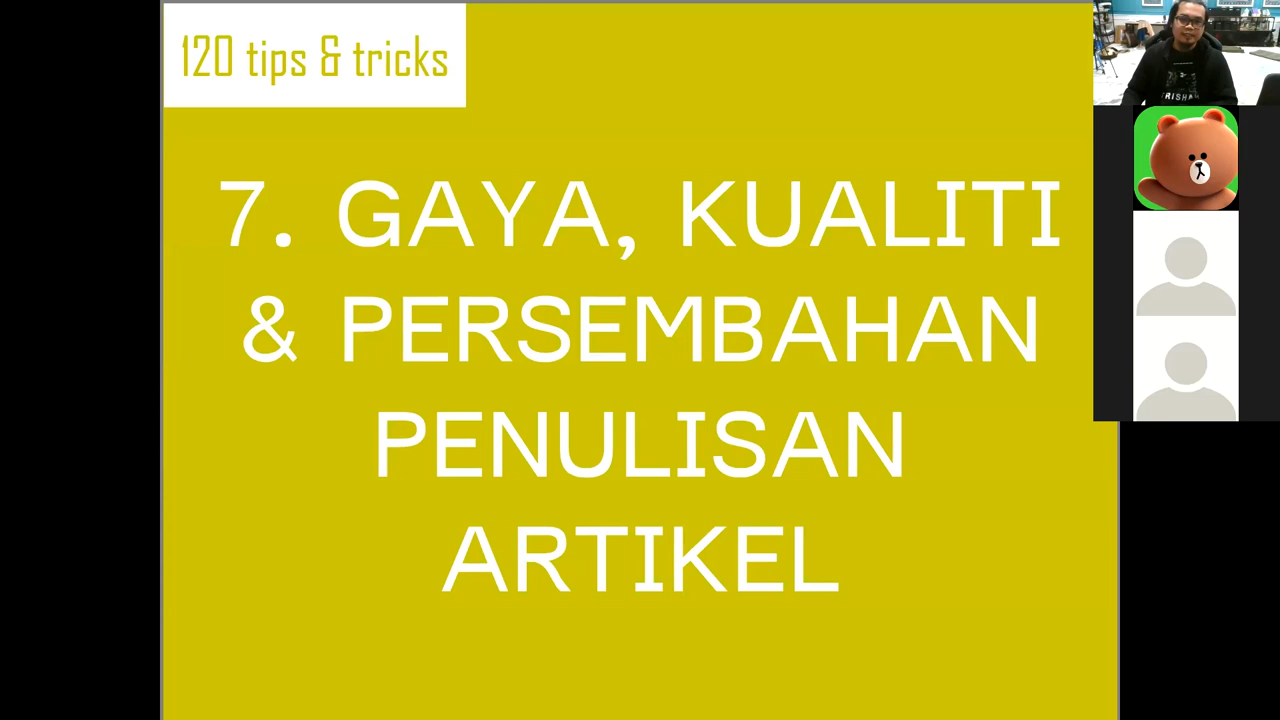 120 tips & tricks
7. GAYA, KUALITI
& PERSEMBAHAN
PENULISAN
ARTIKEL